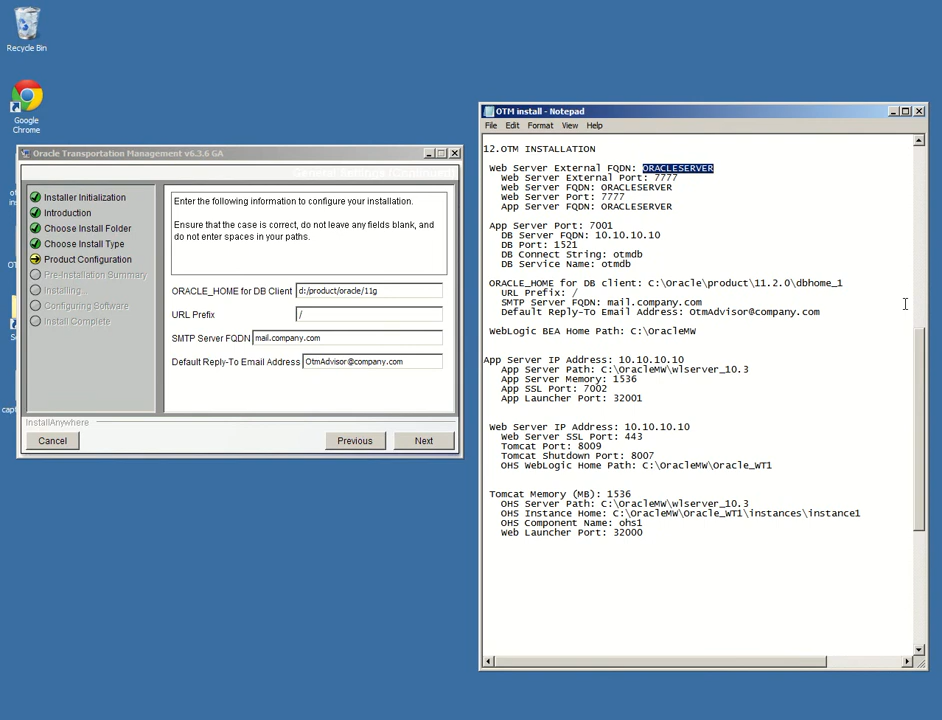 Recycle Bin
Google
Chrome
Oracle Transportation Management v6.3.6 GA
General Settings (Continued)
Installer Initialization
Introduction
Choose Install Folder
Choose Install Type
Product Configuration
Pre-Installation Summary
Installing...
Configuring Software
Install Complete
Enter the following information to configure your installation.
Ensure that the case is correct, do not leave any fields blank, and
do not enter spaces in your paths.
ORACLE_HOME for DB Client d:/product/oracle/11g
URL Prefix /
SMTP Server FQDN mail.company.com
Default Reply-To Email Address OtmAdvisor@company.com
InstallAnywhere
Cancel Previous Next
OTM install - Notepad
File Edit Format View Help
12.OTM INSTALLATION
Web Server External FQDN: ORACLESERVER
Web Server External Port: 7777
Web Server FQDN: ORACLESERVER
Web Server Port: 7777
App Server FQDN: ORACLESERVER
App Server Port: 7001
DB Server FQDN: 10.10.10.10
DB Port: 1521
DB Connect String: otmdb
DB Service Name: otmdb
ORACLE_HOME for DB client: C:\Oracle\product\11.2.0\dbhome_1
URL Prefix: /
SMTP Server FQDN: mail.company.com
Default Reply-To Email Address: OtmAdvisor@company.com
WebLogic BEA Home Path: C:\OracleMW
App Server IP Address: 10.10.10.10
App Server Path: C:\OracleMW\wlserver_10.3
App Server Memory: 1536
App SSL Port: 7002
App Launcher Port: 32001
Web Server IP Address: 10.10.10.10
Web Server SSL Port: 443
Tomcat Port: 8009
Tomcat Shutdown Port: 8007
OHS WebLogic Home Path: C:\OracleMW\Oracle_WT1
Tomcat Memory (MB): 1536
OHS Server Path: C:\OracleMW\wlserver_10.3
OHS Instance Home: C:\OracleMW\Oracle_WT1\instances\instance1
OHS Component Name: ohs1
Web Launcher Port: 32000